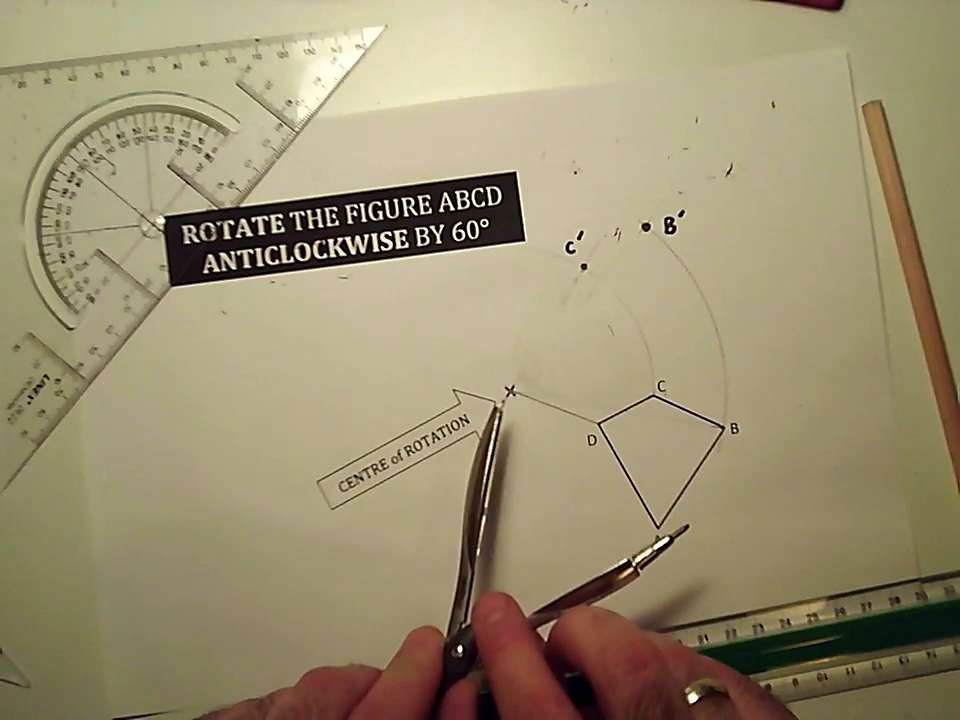 ROTATE THE FIGURE ABCD
ANTICLOCKWISE BY 60°
C′
B′
CENTRE of ROTATION
C
D
B